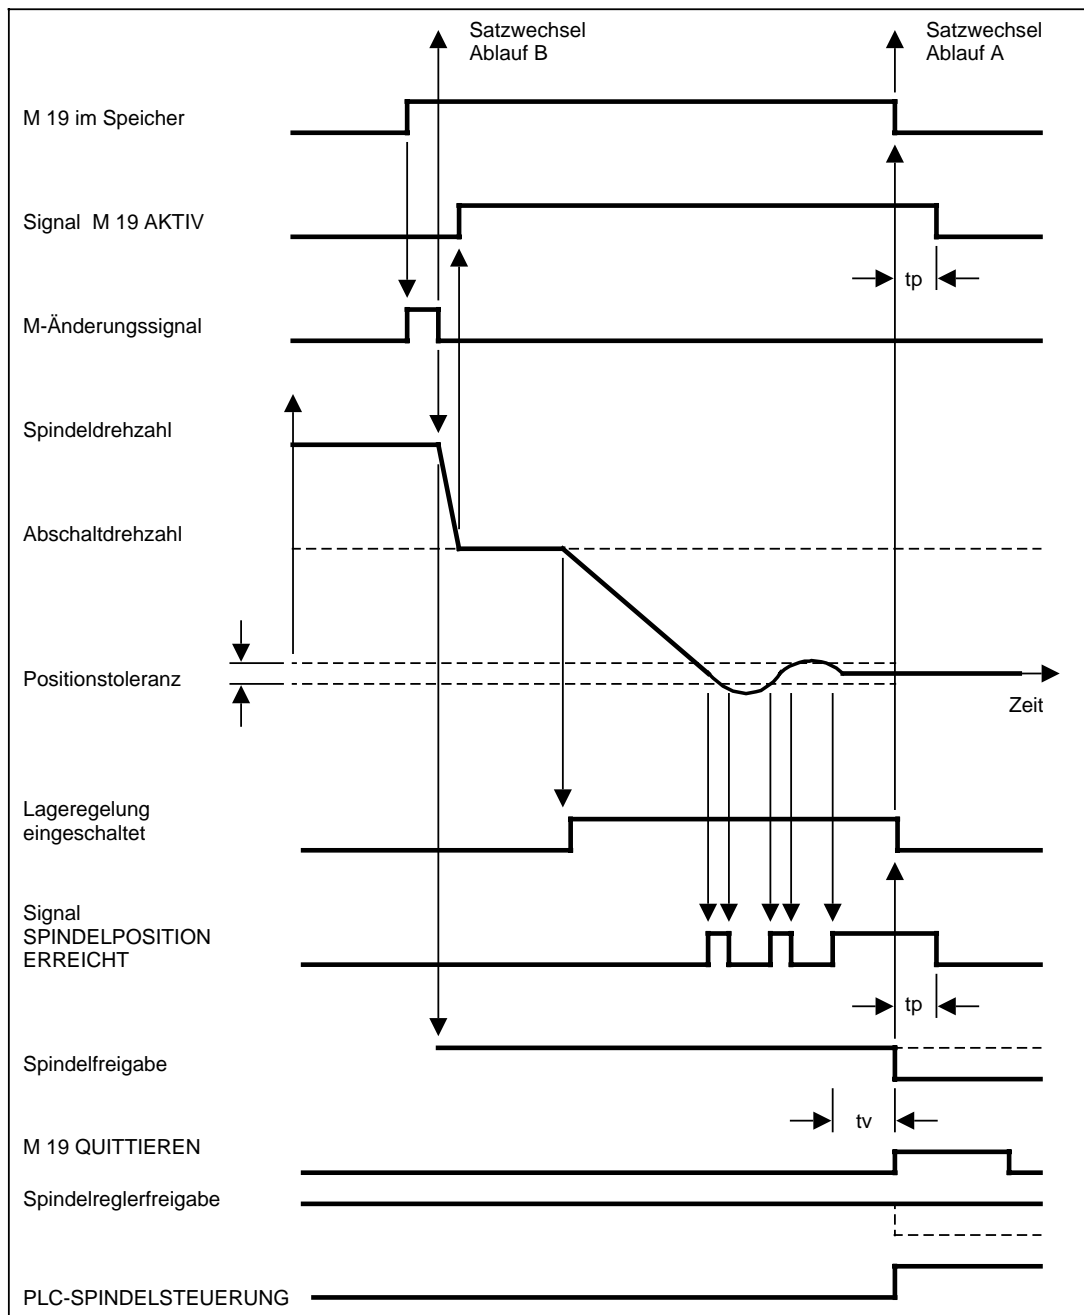 Satzwechsel
Ablauf B
Satzwechsel
Ablauf A
M 19 im Speicher
Signal M 19 AKTIV
tp
M-Änderungssignal
Spindeldrehzahl
Abschaltdrehzahl
Positionstoleranz
Zeit
Lageregelung
eingeschaltet
Signal
SPINDELPOSITION
ERREICHT
tp
Spindelfreigabe
tv
M 19 QUITTIEREN
Spindelreglerfreigabe
PLC-SPINDELSTEUERUNG